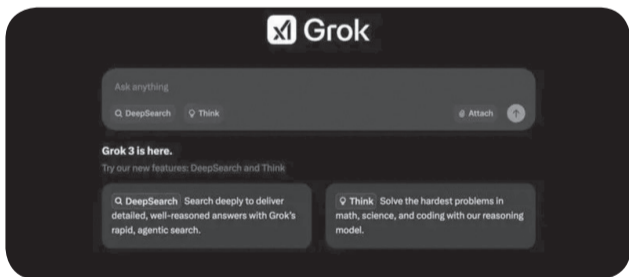 Grok
Ask anything
DeepSearch Think Attach
Grok 3 is here.
Try our new features: DeepSearch and Think
DeepSearch Search deeply to deliver
detailed, well-reasoned answers with Grok's
rapid, agentic search.
Think Solve the hardest problems in
math, science, and coding with our reasoning
model.